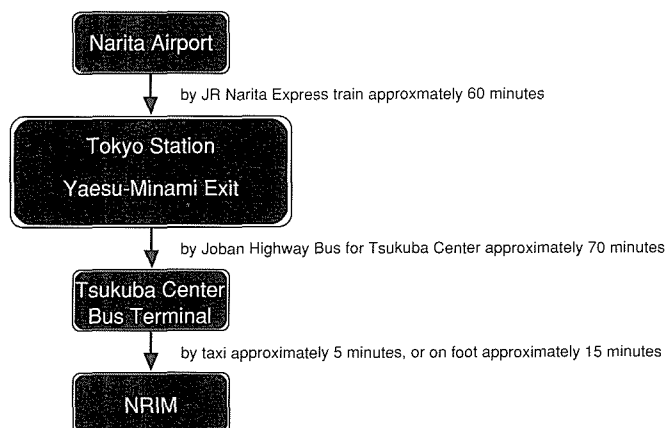 Narita Airport
by JR Narita Express train approxmately 60 minutes
Tokyo Station
Yaesu-Minami Exit
by Joban Highway Bus for Tsukuba Center approximately 70 minutes
Tsukuba Center
Bus Terminal
by taxi approximately 5 minutes, or on foot approximately 15 minutes
NRIM